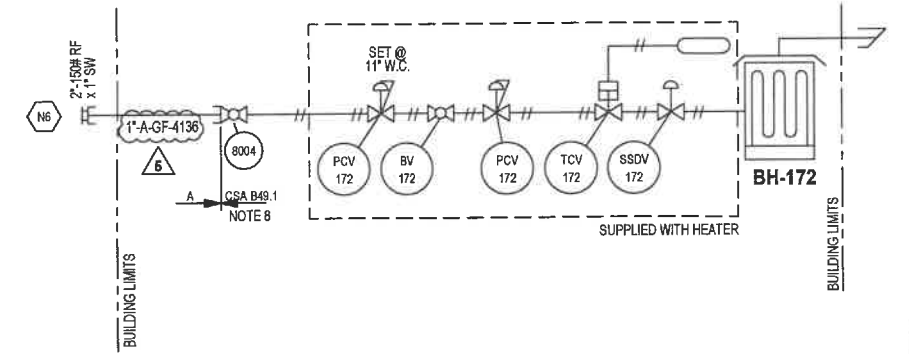 2"-150# RF
x 1" SW
N6
1"-A-GF-4136
5
8004
A
CSA B49.1
NOTE 8
BUILDING LIMITS
SET @
11" W.C.
PCV
172
BV
172
PCV
172
TCV
172
SSDV
172
SUPPLIED WITH HEATER
BH-172
BUILDING LIMITS